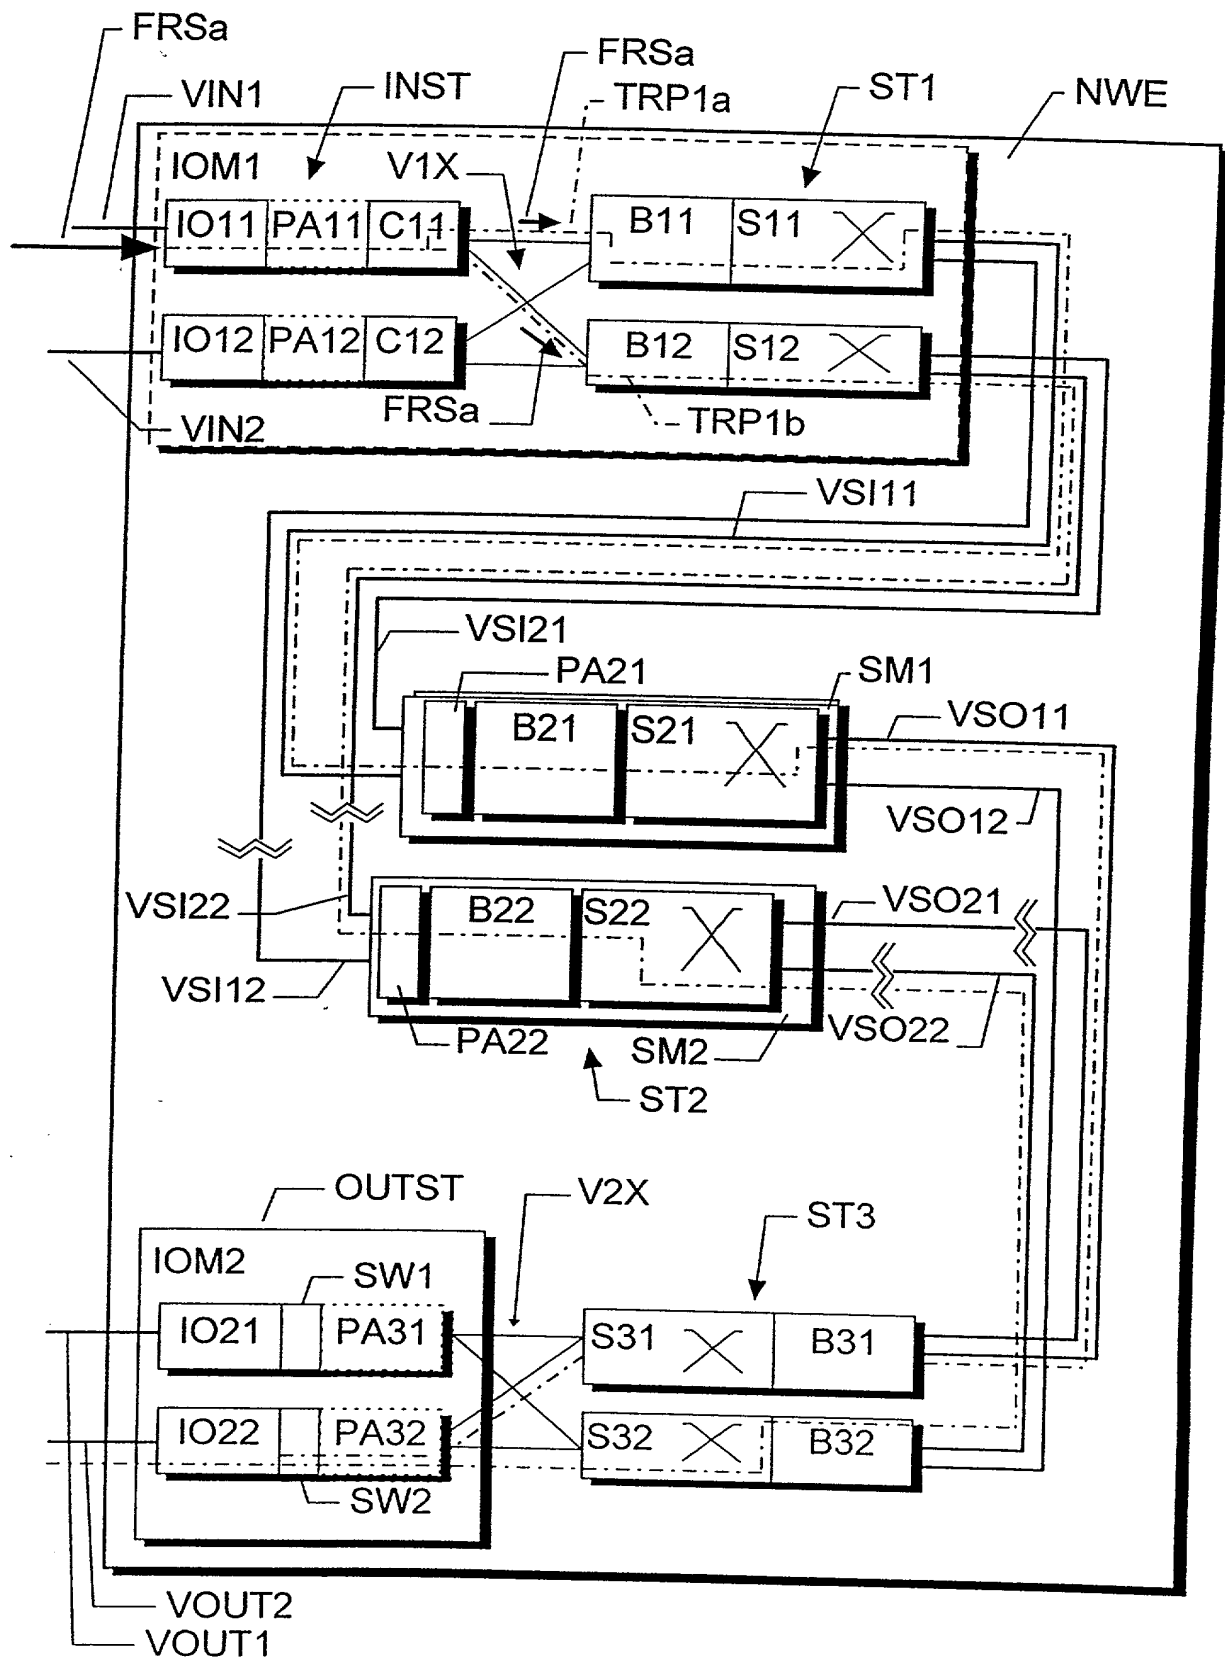 FRSa
FRSa
VIN1
INST
TRP1a
ST1
NWE
IOM1
V1X
IO11 PA11 C11
B11 S11
IO12 PA12 C12
B12 S12
FRSa
TRP1b
VIN2
VSI11
VSI21
PA21
SM1
VSO11
B21 S21
VSO12
VSI22
B22 S22
VSO21
VSI12
PA22
SM2
VSO22
ST2
OUTST
V2X
ST3
IOM2
SW1
IO21 PA31
S31 B31
IO22 PA32
S32 B32
SW2
VOUT2
VOUT1